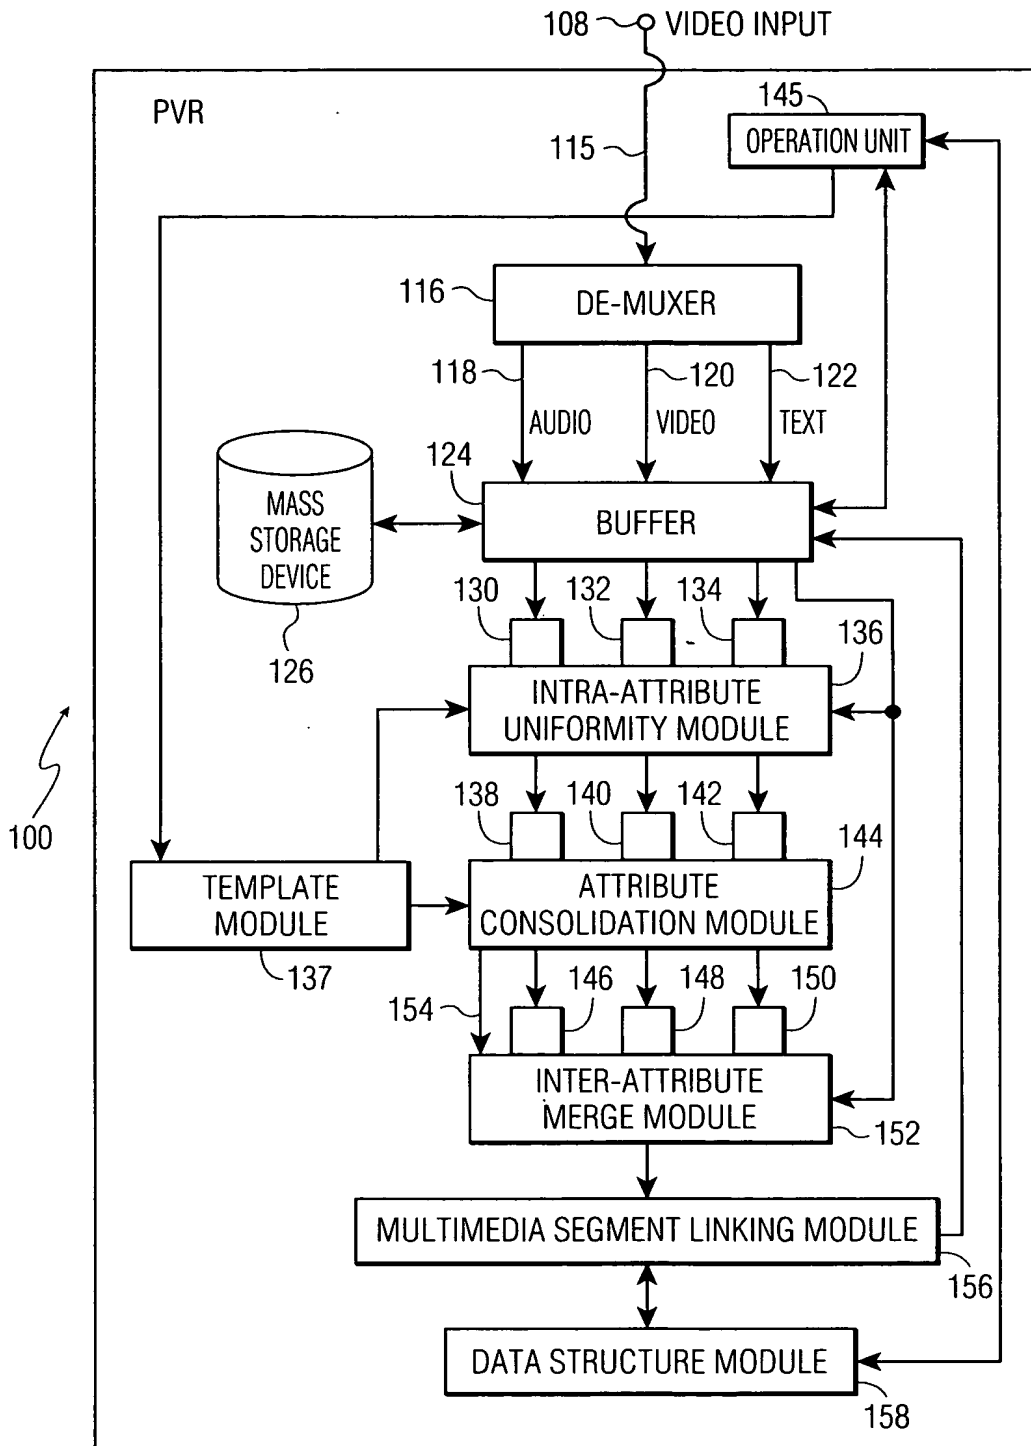 108 VIDEO INPUT
PVR
145
OPERATION UNIT
115
116
DE-MUXER
118
120
122
AUDIO
VIDEO
TEXT
124
BUFFER
MASS
STORAGE
DEVICE
126
130
132
134
136
INTRA-ATTRIBUTE
UNIFORMITY MODULE
100
138
140
142
144
TEMPLATE
MODULE
137
ATTRIBUTE
CONSOLIDATION MODULE
154
146
148
150
INTER-ATTRIBUTE
MERGE MODULE
152
MULTIMEDIA SEGMENT LINKING MODULE
156
DATA STRUCTURE MODULE
158